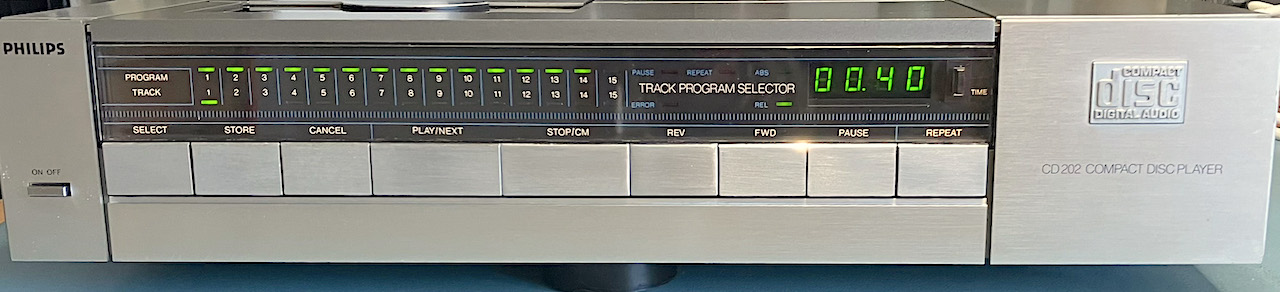 PHILIPS
PROGRAM 1 2 3 4 5 6 7 8 9 10 11 12 13 14 15
TRACK 1 2 3 4 5 6 7 8 9 10 11 12 13 14 15
PAUSE REPEAT ABS
TRACK PROGRAM SELECTOR
ERROR REL
00.40
TIME
SELECT STORE CANCEL PLAY/NEXT STOP/CM REV FWD PAUSE REPEAT
ON OFF
COMPACT
disc
DIGITAL AUDIO
CD202 COMPACT DISC PLAYER